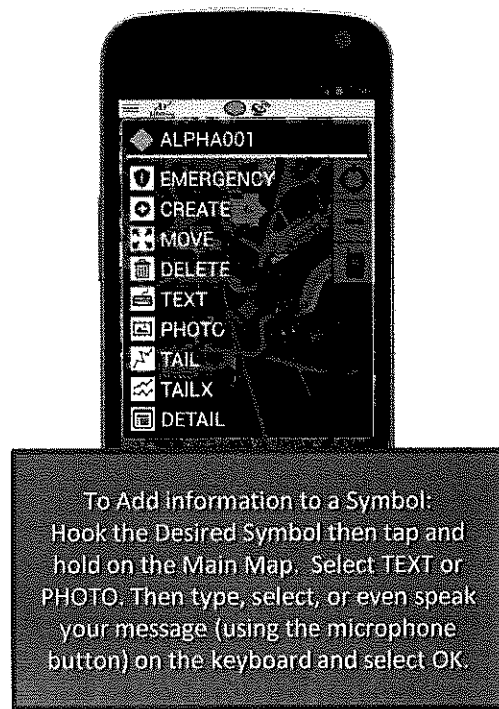 ALPHA001
EMERGENCY
CREATE
MOVE
DELETE
TEXT
PHOTO
TAIL
TAILX
DETAIL
To Add information to a Symbol:
Hook the Desired Symbol then tap and
hold on the Main Map. Select TEXT or
PHOTO. Then type, select, or even speak
your message (using the microphone
button) on the keyboard and select OK.